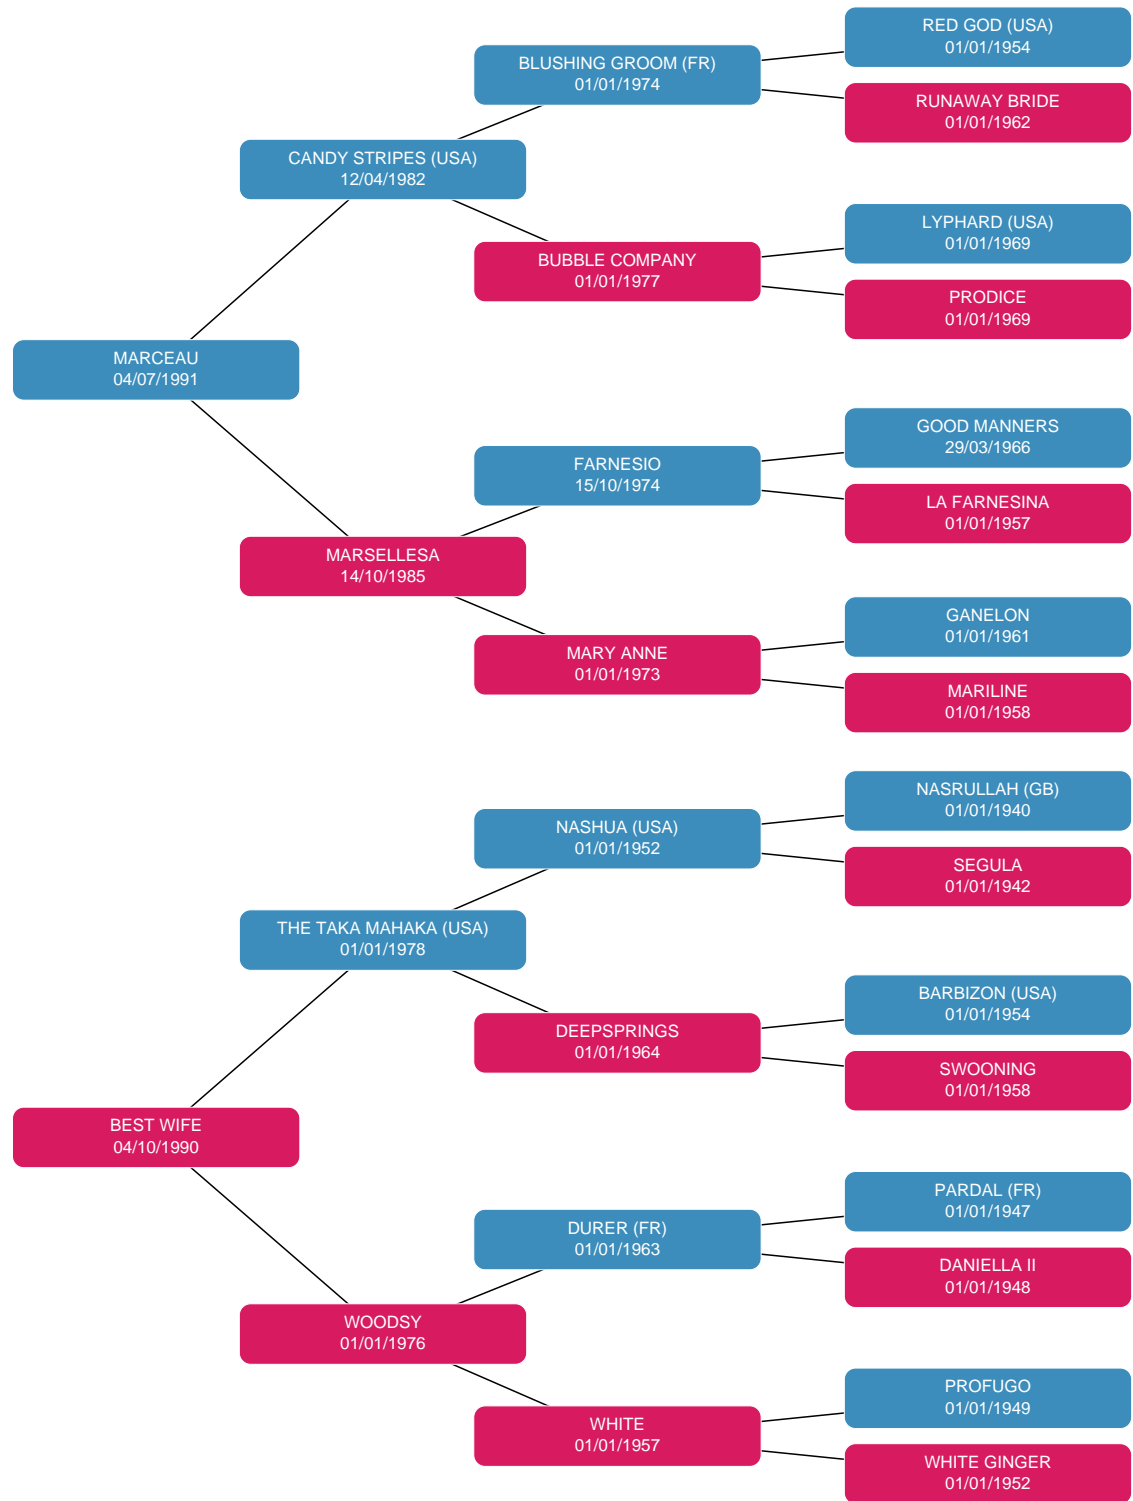 RED GOD (USA)
01/01/1954
BLUSHING GROOM (FR)
01/01/1974
RUNAWAY BRIDE
01/01/1962
CANDY STRIPES (USA)
12/04/1982
LYPHARD (USA)
01/01/1969
BUBBLE COMPANY
01/01/1977
PRODICE
01/01/1969
MARCEAU
04/07/1991
GOOD MANNERS
29/03/1966
FARNESIO
15/10/1974
LA FARNESINA
01/01/1957
MARSELLESA
14/10/1985
GANELON
01/01/1961
MARY ANNE
01/01/1973
MARILINE
01/01/1958
NASRULLAH (GB)
01/01/1940
NASHUA (USA)
01/01/1952
SEGULA
01/01/1942
THE TAKA MAHAKA (USA)
01/01/1978
BARBIZON (USA)
01/01/1954
DEEPSPRINGS
01/01/1964
SWOONING
01/01/1958
BEST WIFE
04/10/1990
PARDAL (FR)
01/01/1947
DURER (FR)
01/01/1963
DANIELLA II
01/01/1948
WOODSY
01/01/1976
PROFUGO
01/01/1949
WHITE
01/01/1957
WHITE GINGER
01/01/1952